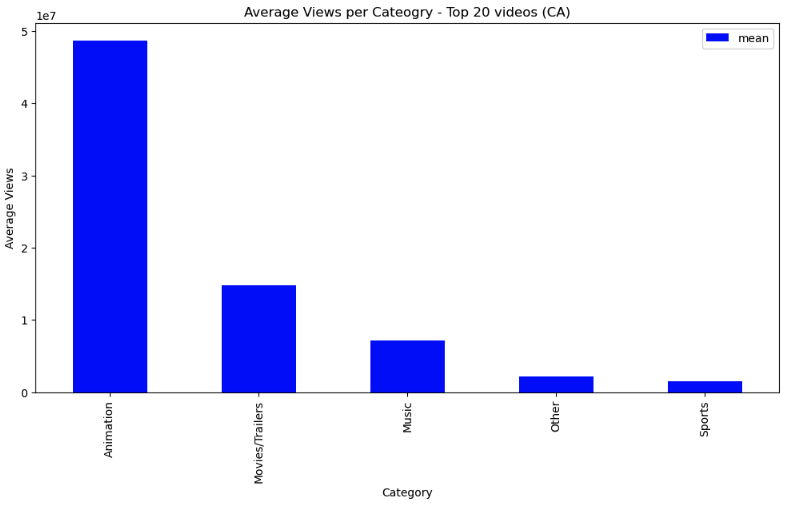 Average Views per Cateogry - Top 20 videos (CA)
1e7
mean
5
4
3
2
1
0
Average Views
Animation
Movies/Trailers
Music
Other
Sports
Category